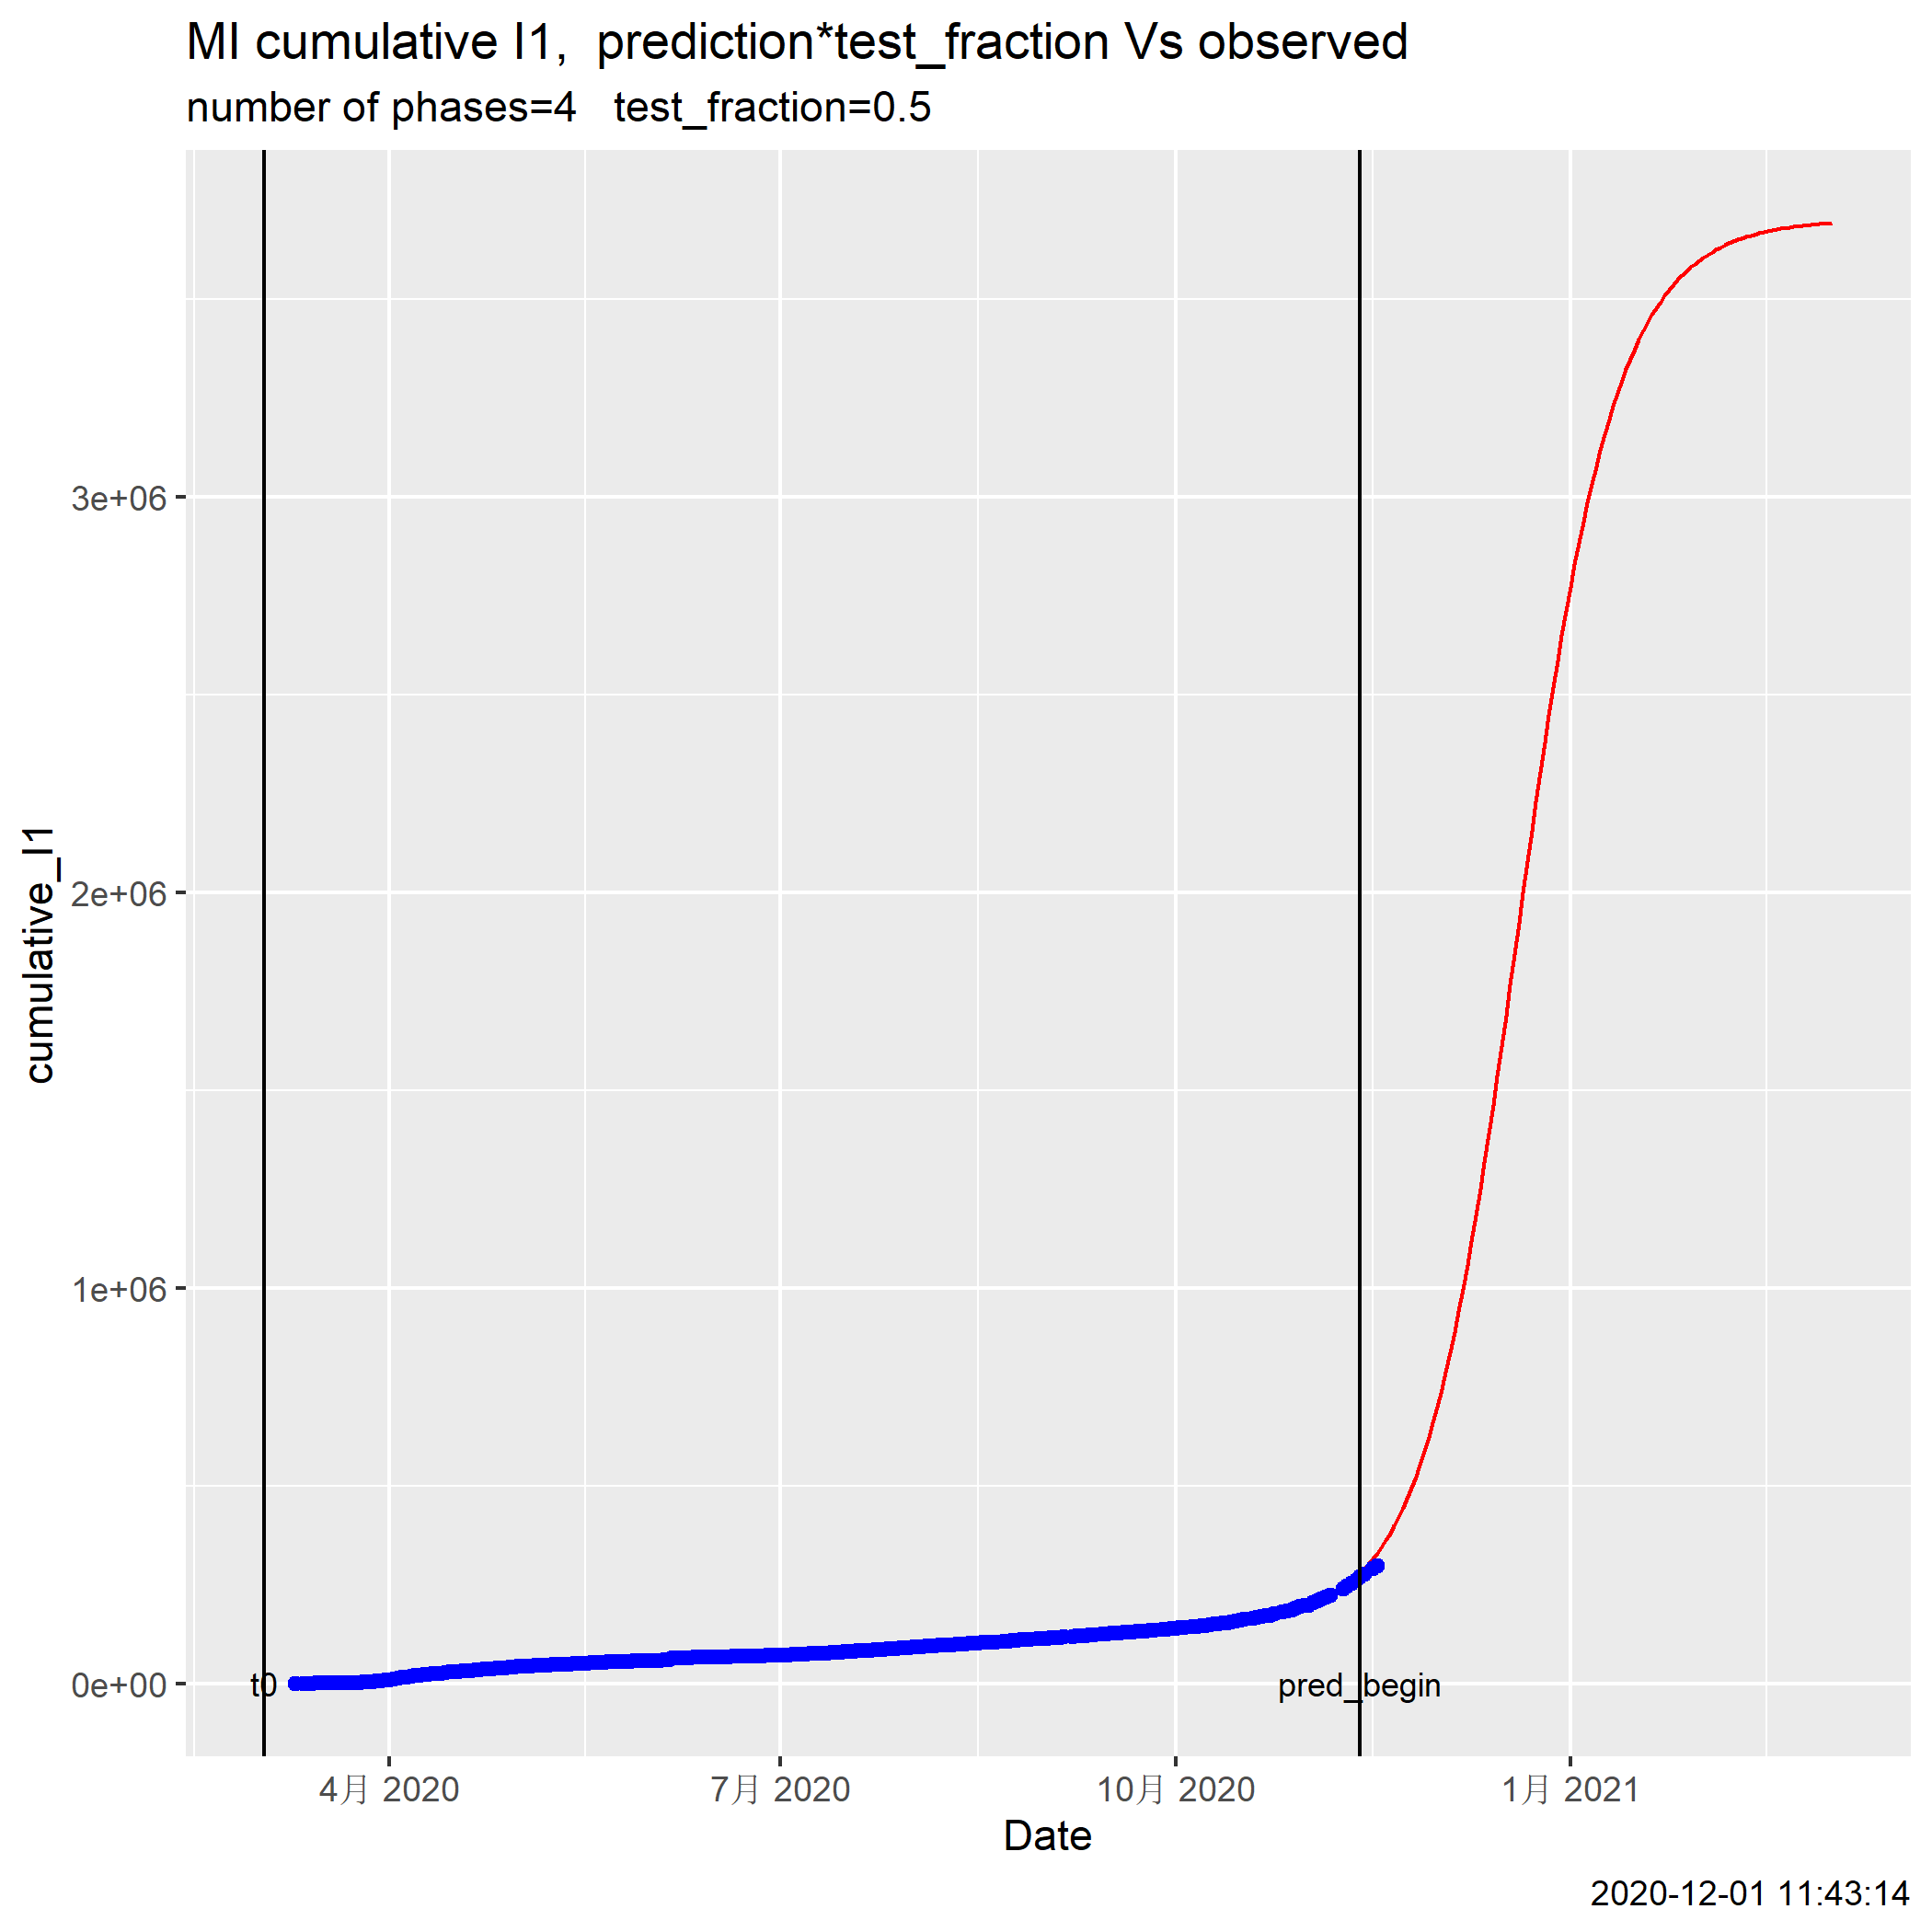 MI cumulative I1,  prediction*test_fraction Vs observed
number of phases=4   test_fraction=0.5
cumulative_I1
3e+06
2e+06
1e+06
0e+00
t0
pred_begin
4月 2020
7月 2020
10月 2020
1月 2021
Date
2020-12-01 11:43:14